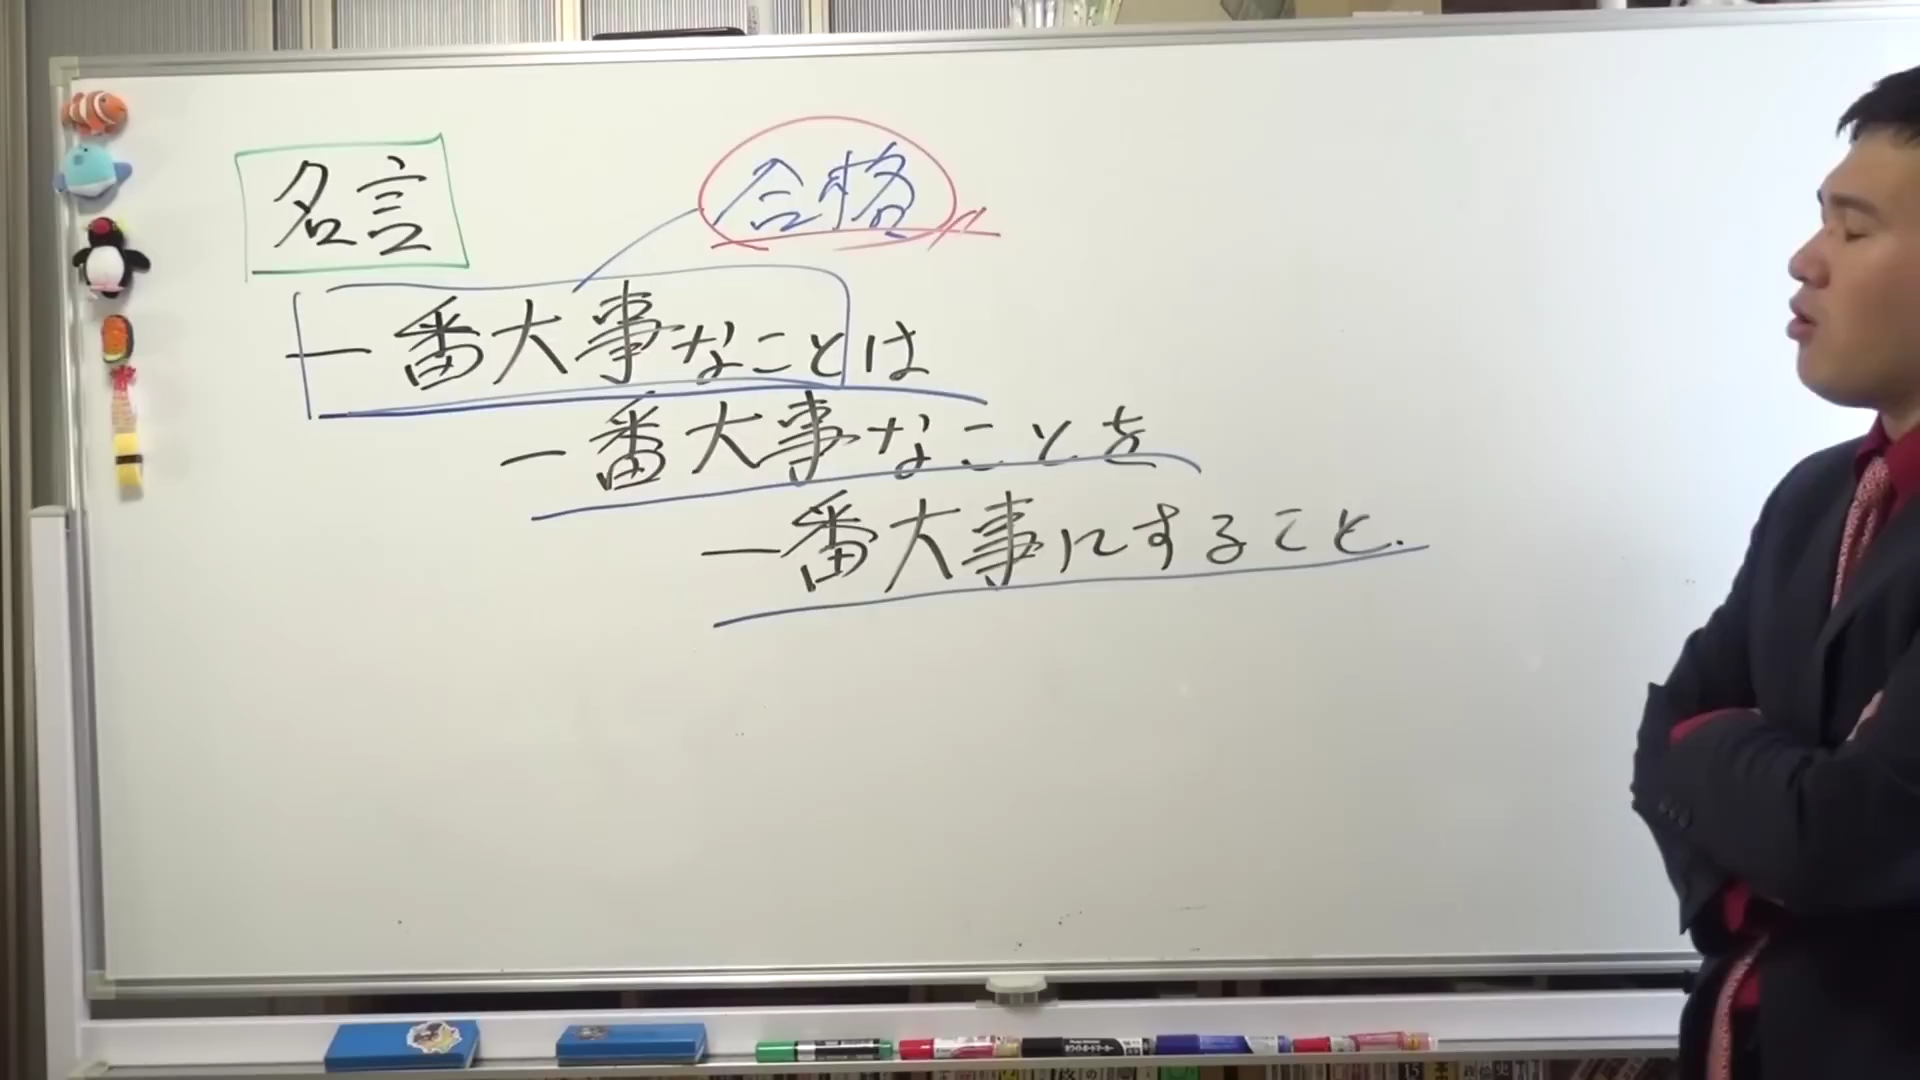 名言
合格
一番大事なことは
一番大事なことを
一番大事にすること.